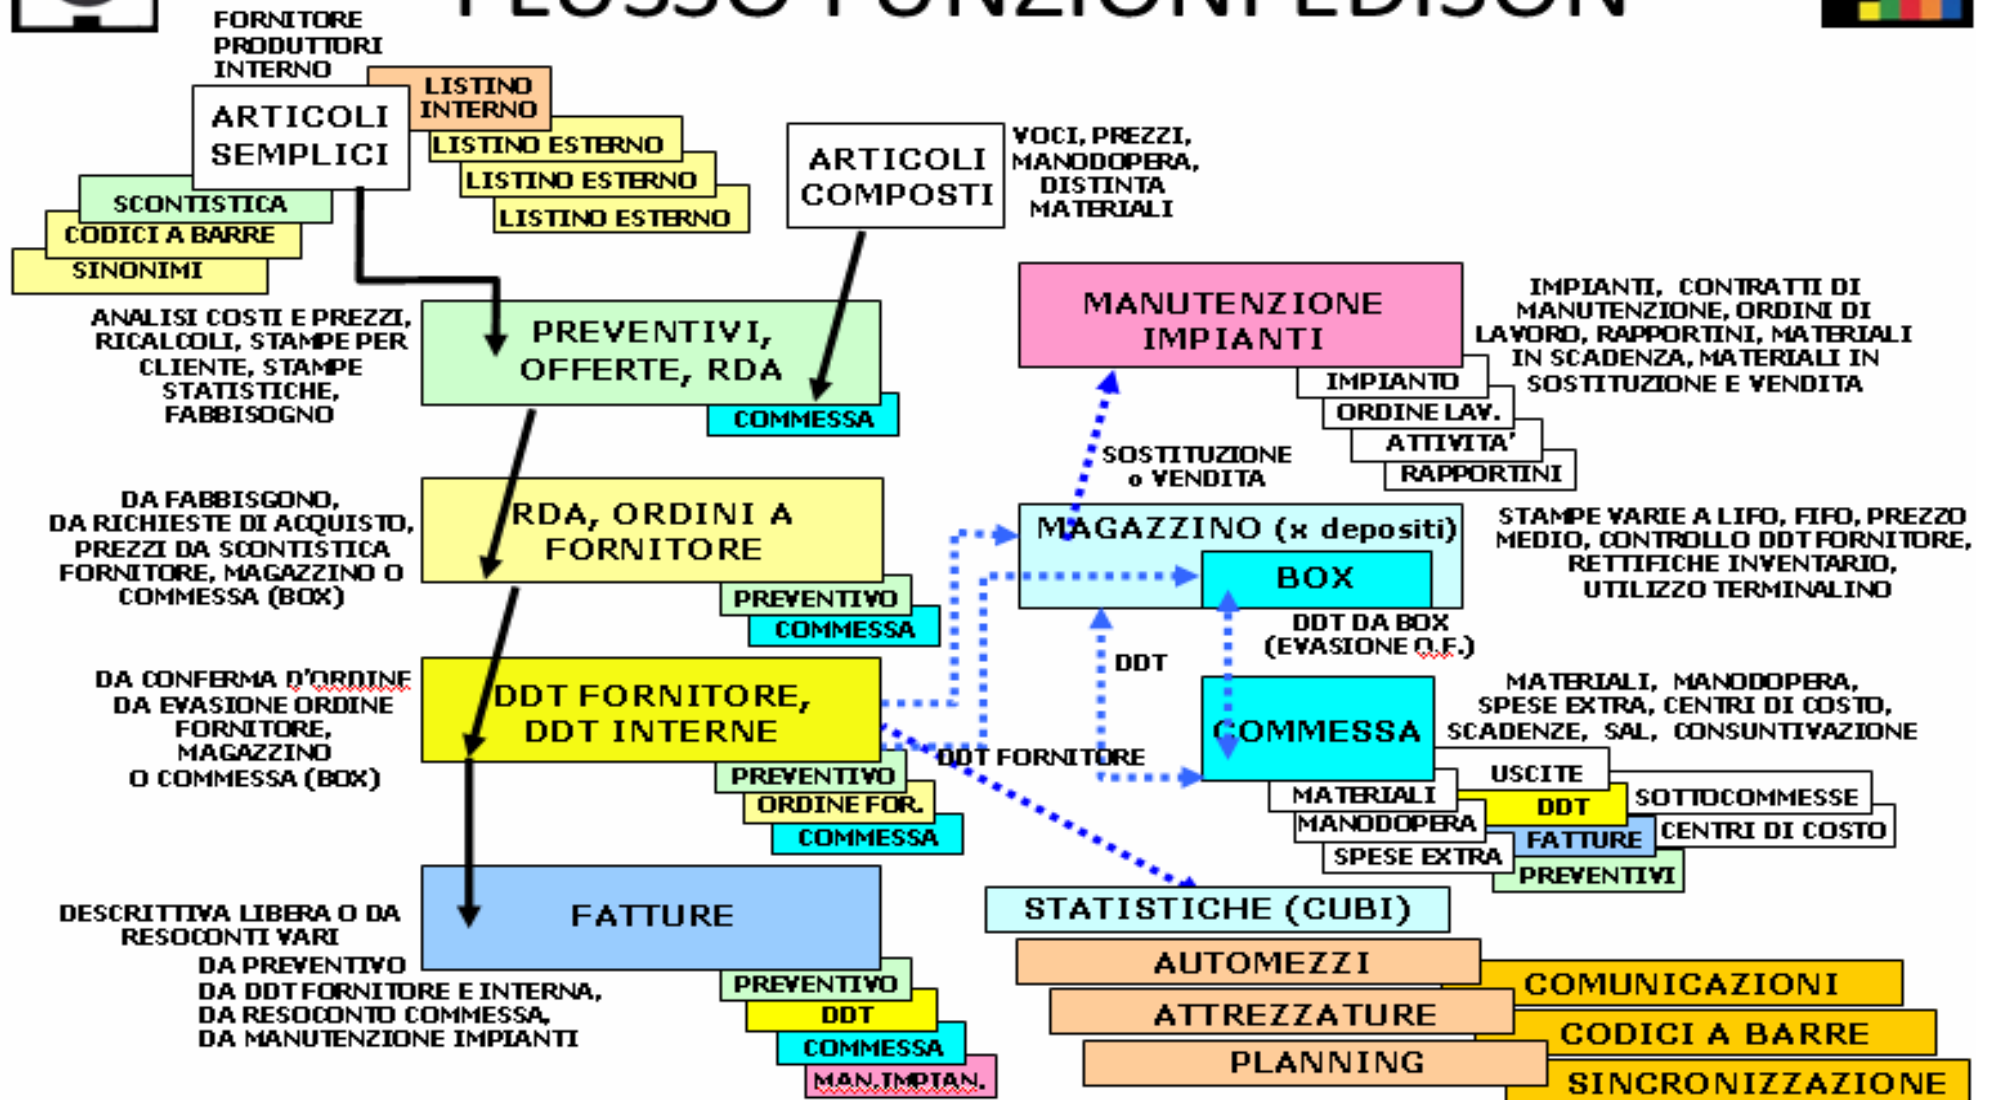 FLUSSO FUNZIONI EDISON
FORNITORE
PRODUTTORI
INTERNO
ARTICOLI
SEMPLICI
LISTINO
INTERNO
LISTINO ESTERNO
LISTINO ESTERNO
LISTINO ESTERNO
SCONTISTICA
CODICI A BARRE
SINONIMI
ARTICOLI
COMPOSTI
VOCI, PREZZI,
MANODOPERA,
DISTINTA
MATERIALI
ANALISI COSTI E PREZZI,
RICALCOLI, STAMPE PER
CLIENTE, STAMPE
STATISTICHE,
FABBISOGNO
PREVENTIVI,
OFFERTE, RDA
COMMESSA
MANUTENZIONE
IMPIANTI
IMPIANTI, CONTRATTI DI
MANUTENZIONE, ORDINI DI
LAVORO, RAPPORTINI, MATERIALI
IN SCADENZA, MATERIALI IN
SOSTITUZIONE E VENDITA
IMPIANTO
ORDINE LAV.
ATTIVITA'
RAPPORTINI
SOSTITUZIONE
o VENDITA
DA FABBISGONO,
DA RICHIESTE DI ACQUISTO,
PREZZI DA SCONTISTICA
FORNITORE, MAGAZZINO O
COMMESSA (BOX)
RDA, ORDINI A
FORNITORE
PREVENTIVO
COMMESSA
MAGAZZINO (x depositi)
BOX
STAMPE VARIE A LIFO, FIFO, PREZZO
MEDIO, CONTROLLO DDT FORNITORE,
RETTIFICHE INVENTARIO,
UTILIZZO TERMINALINO
DDT DA BOX
(EVASIONE O.F.)
DDT
DA CONFERMA D'ORDINE
DA EVASIONE ORDINE
FORNITORE,
MAGAZZINO
O COMMESSA (BOX)
DDT FORNITORE,
DDT INTERNE
PREVENTIVO
ORDINE FOR.
COMMESSA
DDT FORNITORE
COMMESSA
MATERIALI, MANODOPERA,
SPESE EXTRA, CENTRI DI COSTO,
SCADENZE, SAL, CONSUNTIVAZIONE
MATERIALI
MANODOPERA
SPESE EXTRA
USCITE
DDT
FATTURE
PREVENTIVI
SOTTOCOMMESSE
CENTRI DI COSTO
DESCRITTIVA LIBERA O DA
RESOCONTI VARI
DA PREVENTIVO
DA DDT FORNITORE E INTERNA,
DA RESOCONTO COMMESSA,
DA MANUTENZIONE IMPIANTI
FATTURE
PREVENTIVO
DDT
COMMESSA
MAN.IMPIAN.
STATISTICHE (CUBI)
AUTOMEZZI
ATTREZZATURE
PLANNING
COMUNICAZIONI
CODICI A BARRE
SINCRONIZZAZIONE